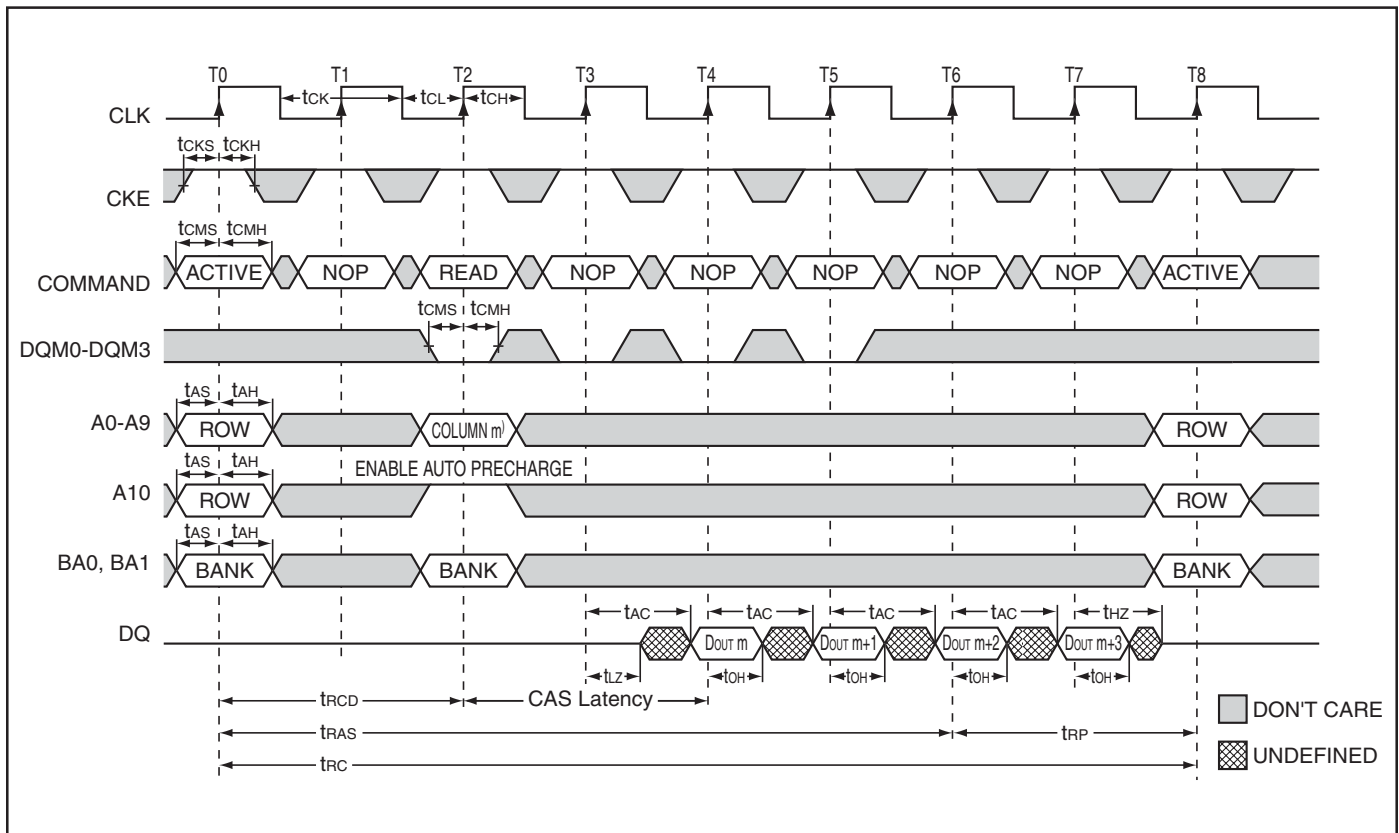 T0 T1 T2 T3 T4 T5 T6 T7 T8
tCK tCL tCH
CLK
tCKS tCKH
CKE
tCMS tCMH
COMMAND ACTIVE NOP READ NOP NOP NOP NOP NOP ACTIVE
tCMS tCMH
DQM0-DQM3
tAS tAH
A0-A9 ROW COLUMN m) ROW
tAS tAH ENABLE AUTO PRECHARGE
A10 ROW ROW
tAS tAH
BA0, BA1 BANK BANK BANK
tAC tAC tAC tAC tHZ
DQ DOUT m DOUT m+1 DOUT m+2 DOUT m+3
tLZ tOH tOH tOH tOH
tRCD CAS Latency
DON'T CARE
tRAS tRP
UNDEFINED
tRC